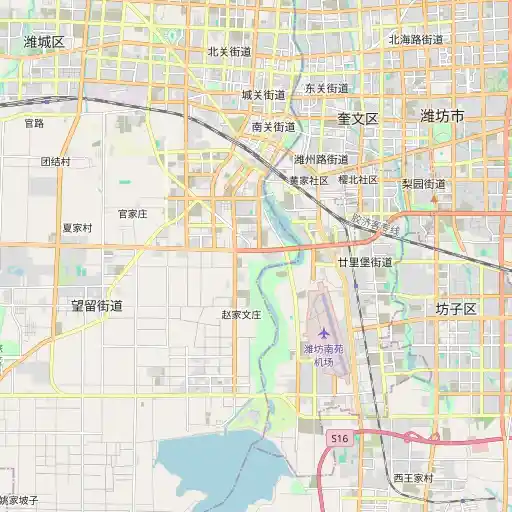 潍城区
北海路街道
北关街道
东关街道
城关街道
潍坊市
奎文区
官路
南关街道
团结村
潍州路街道
黄家社区
樱北社区
梨园街道
官家庄
夏家村
胶济客专线
廿里堡街道
望留街道
坊子区
赵家文庄
潍坊南苑
机场
S16
西王家村
姚家坡子